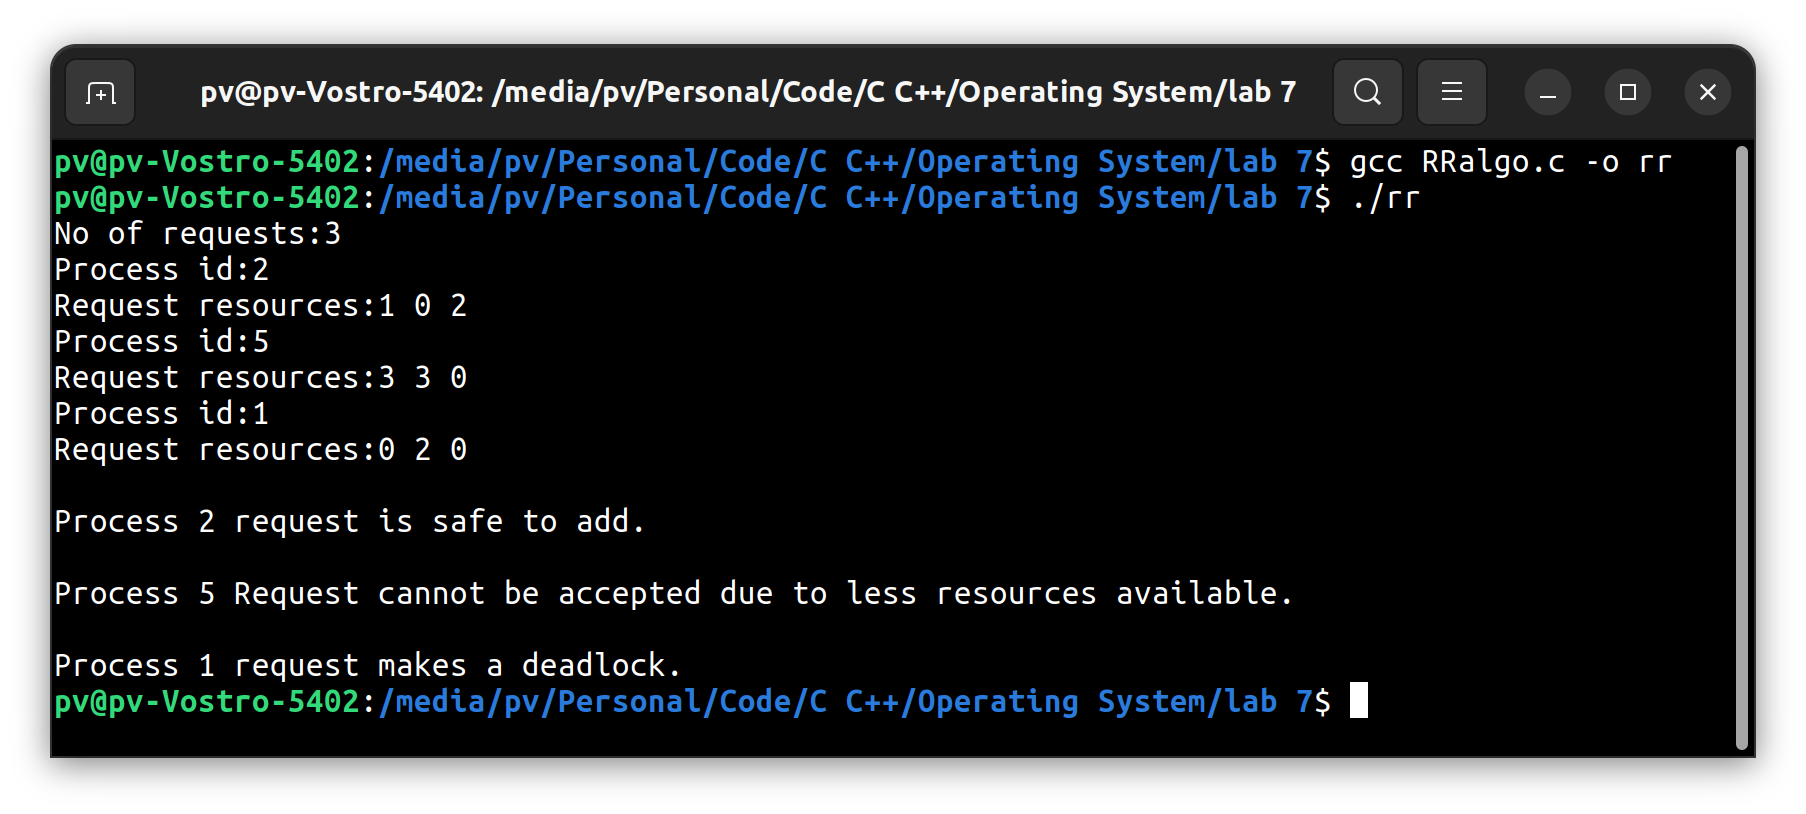 pv@pv-Vostro-5402: /media/pv/Personal/Code/C C++/Operating System/lab 7
pv@pv-Vostro-5402:/media/pv/Personal/Code/C C++/Operating System/lab 7$ gcc RRalgo.c -o rr
pv@pv-Vostro-5402:/media/pv/Personal/Code/C C++/Operating System/lab 7$ ./rr
No of requests:3
Process id:2
Request resources:1 0 2
Process id:5
Request resources:3 3 0
Process id:1
Request resources:0 2 0
Process 2 request is safe to add.
Process 5 Request cannot be accepted due to less resources available.
Process 1 request makes a deadlock.
pv@pv-Vostro-5402:/media/pv/Personal/Code/C C++/Operating System/lab 7$